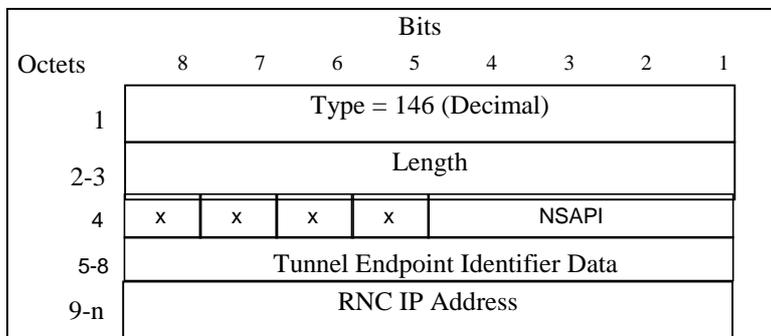 Bits
Octets 8 7 6 5 4 3 2 1
1 Type = 146 (Decimal)
2-3 Length
4 x x x x NSAPI
5-8 Tunnel Endpoint Identifier Data
9-n RNC IP Address